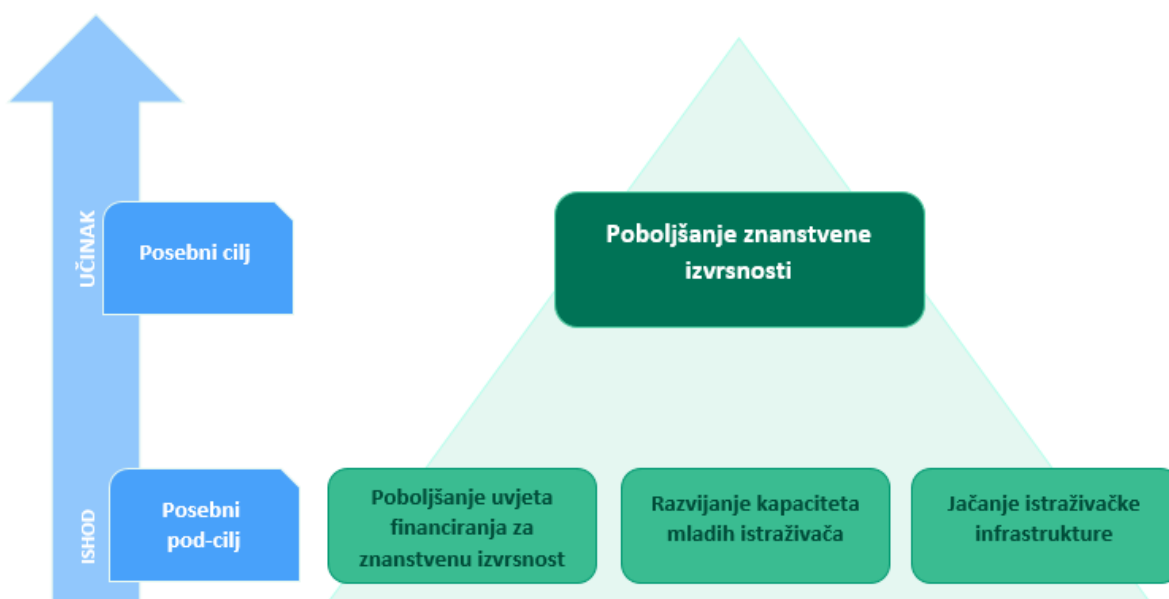 UČINAK
Posebni cilj
Poboljšanje znanstvene
izvrsnosti
ISHOD
Posebni
pod-cilj
Poboljšanje uvjeta
financiranja za
znanstvenu izvrsnost
Razvijanje kapaciteta
mladih istraživača
Jačanje istraživačke
infrastrukture